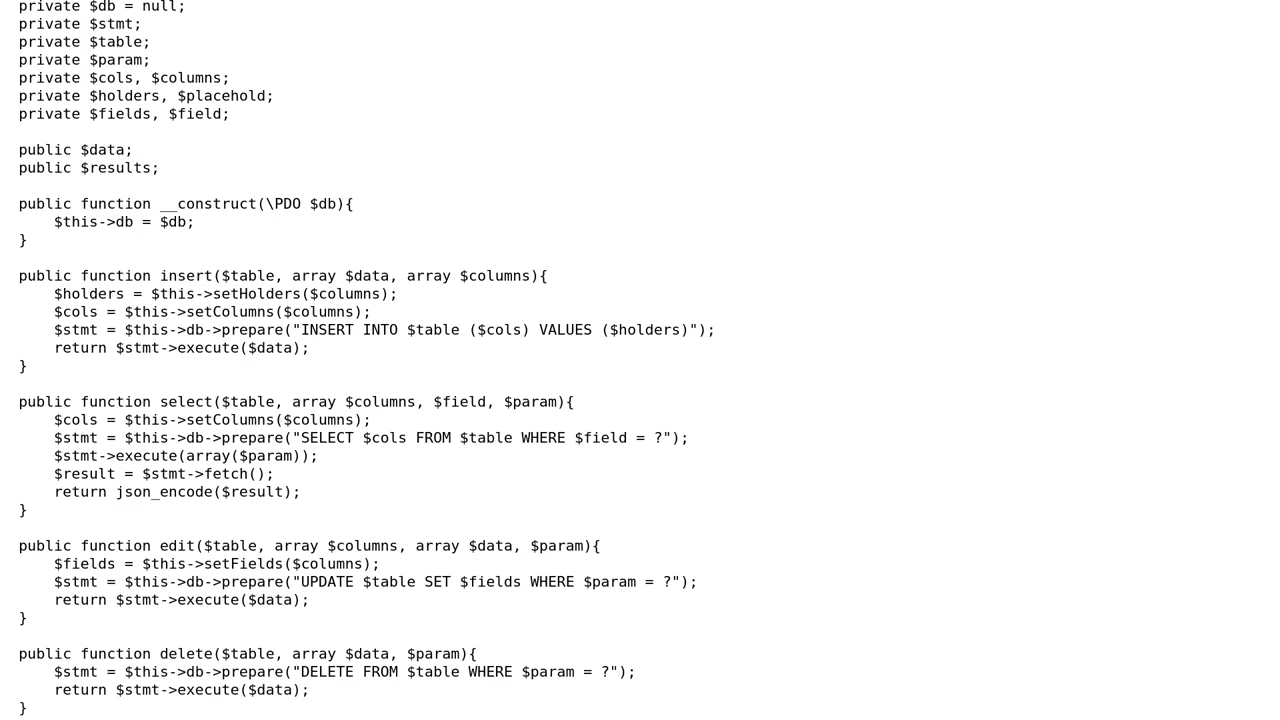 private $db = null;
private $stmt;
private $table;
private $param;
private $cols, $columns;
private $holders, $placehold;
private $fields, $field;

public $data;
public $results;

public function __construct(\PDO $db){
    $this->db = $db;
}

public function insert($table, array $data, array $columns){
    $holders = $this->setHolders($columns);
    $cols = $this->setColumns($columns);
    $stmt = $this->db->prepare("INSERT INTO $table ($cols) VALUES ($holders)");
    return $stmt->execute($data);
}

public function select($table, array $columns, $field, $param){
    $cols = $this->setColumns($columns);
    $stmt = $this->db->prepare("SELECT $cols FROM $table WHERE $field = ?");
    $stmt->execute(array($param));
    $result = $stmt->fetch();
    return json_encode($result);
}

public function edit($table, array $columns, array $data, $param){
    $fields = $this->setFields($columns);
    $stmt = $this->db->prepare("UPDATE $table SET $fields WHERE $param = ?");
    return $stmt->execute($data);
}

public function delete($table, array $data, $param){
    $stmt = $this->db->prepare("DELETE FROM $table WHERE $param = ?");
    return $stmt->execute($data);
}